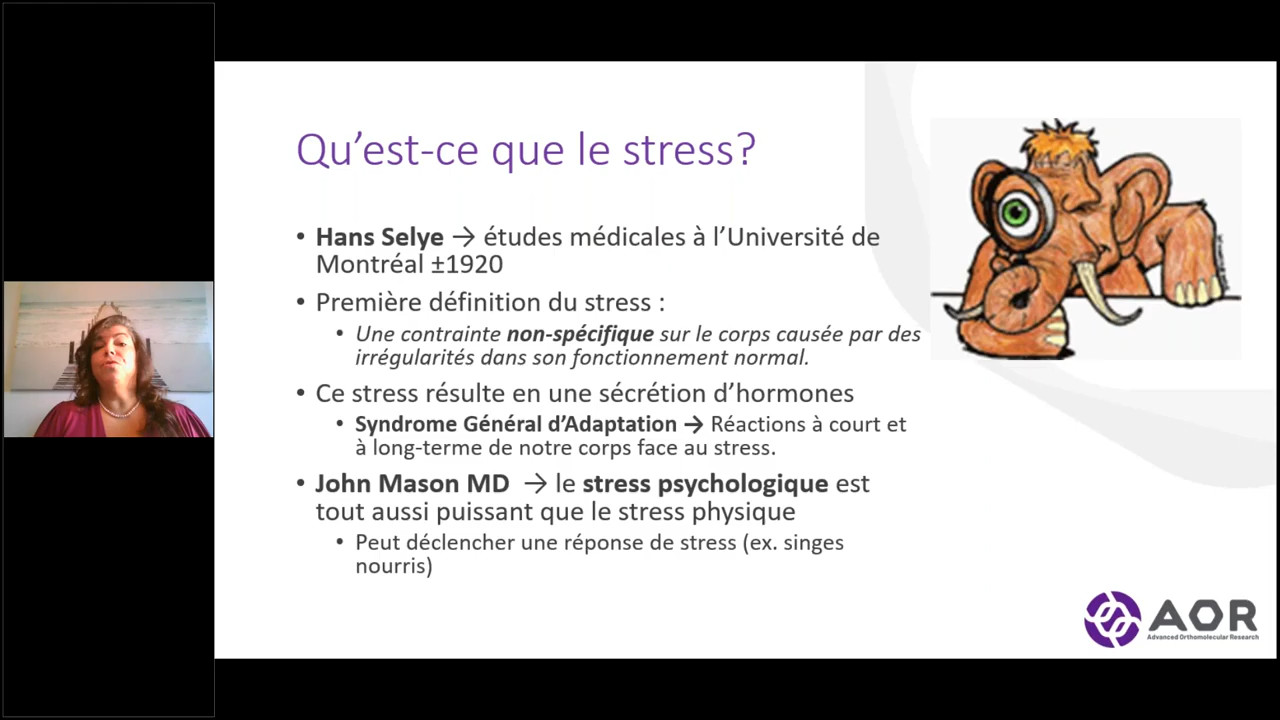 Qu’est-ce que le stress?
• Hans Selye → études médicales à l’Université de
Montréal ±1920
• Première définition du stress :
• Une contrainte non-spécifique sur le corps causée par des
irrégularités dans son fonctionnement normal.
• Ce stress résulte en une sécrétion d’hormones
• Syndrome Général d’Adaptation → Réactions à court et
à long-terme de notre corps face au stress.
• John Mason MD → le stress psychologique est
tout aussi puissant que le stress physique
• Peut déclencher une réponse de stress (ex. singes
nourris)
AOR
Advanced Orthomolecular Research